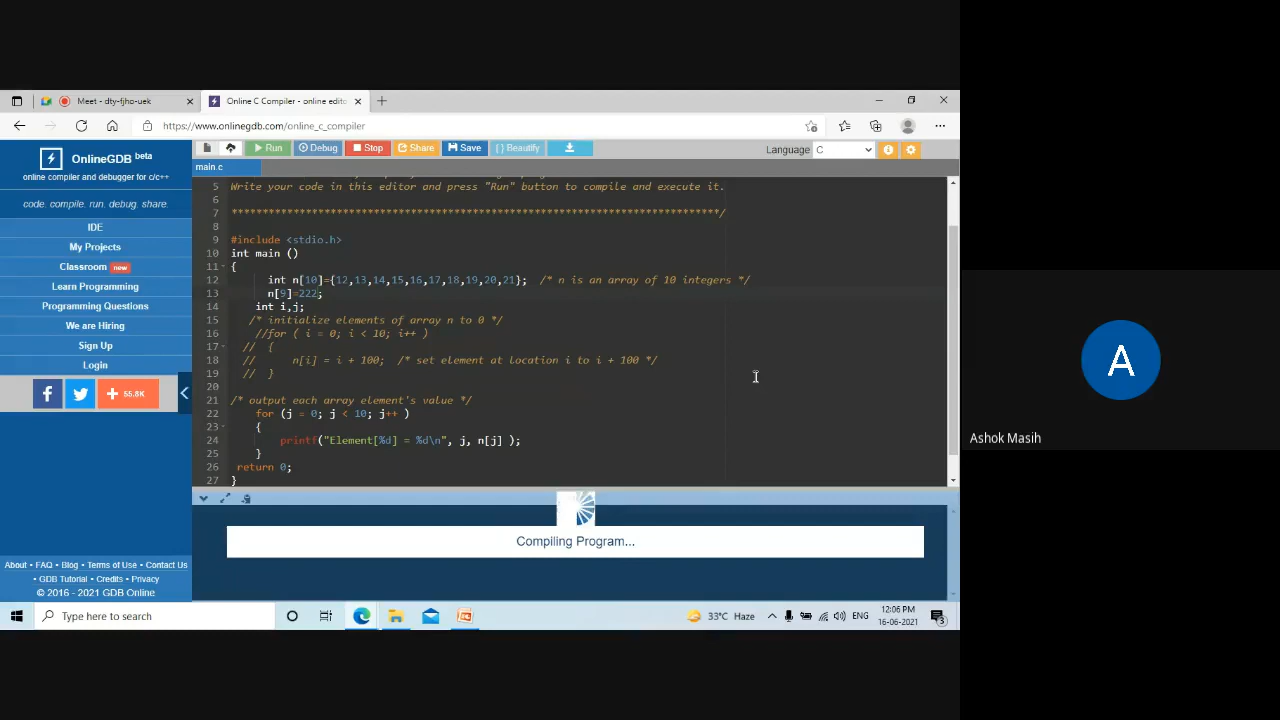 Meet - dty-fjho-uek
Online C Compiler - online edito
https://www.onlinegdb.com/online_c_compiler
OnlineGDB beta
online compiler and debugger for c/c++
code. compile. run. debug. share.
IDE
My Projects
Classroom new
Learn Programming
Programming Questions
We are Hiring
Sign Up
Login
f + 55.8K
About • FAQ • Blog • Terms of Use • Contact Us
• GDB Tutorial • Credits • Privacy
© 2016 - 2021 GDB Online
Run Debug Stop Share Save { } Beautify
Language C
main.c
5 Write your code in this editor and press "Run" button to compile and execute it.
6
7 *******************************************************************************/
8
9 #include <stdio.h>
10 int main ()
11 {
12 int n[10]={12,13,14,15,16,17,18,19,20,21}; /* n is an array of 10 integers */
13 n[9]=222;
14 int i,j;
15 /* initialize elements of array n to 0 */
16 //for ( i = 0; i < 10; i++ )
17 // {
18 // n[i] = i + 100; /* set element at location i to i + 100 */
19 // }
20
21 /* output each array element's value */
22 for (j = 0; j < 10; j++ )
23 {
24 printf("Element[%d] = %d\n", j, n[j] );
25 }
26 return 0;
27 }
Compiling Program...
Type here to search
33°C Haze
ENG
12:06 PM
16-06-2021
3
A
Ashok Masih